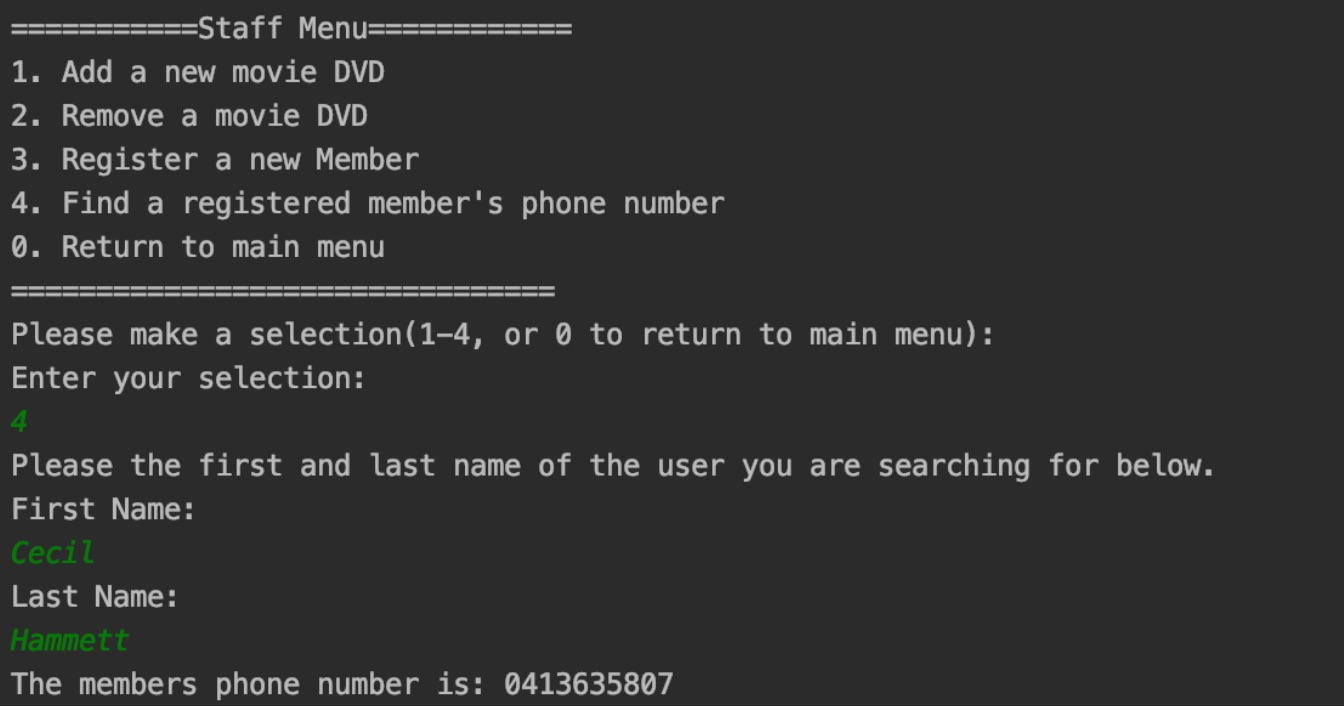 ===========Staff Menu============
1. Add a new movie DVD
2. Remove a movie DVD
3. Register a new Member
4. Find a registered member's phone number
0. Return to main menu
================================
Please make a selection(1-4, or 0 to return to main menu):
Enter your selection:
4
Please the first and last name of the user you are searching for below.
First Name:
Cecil
Last Name:
Hammett
The members phone number is: 0413635807